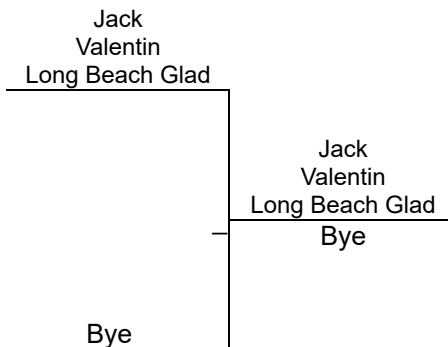 Jack
Valentin
Long Beach Glad
Jack
Valentin
Long Beach Glad
Bye
Bye